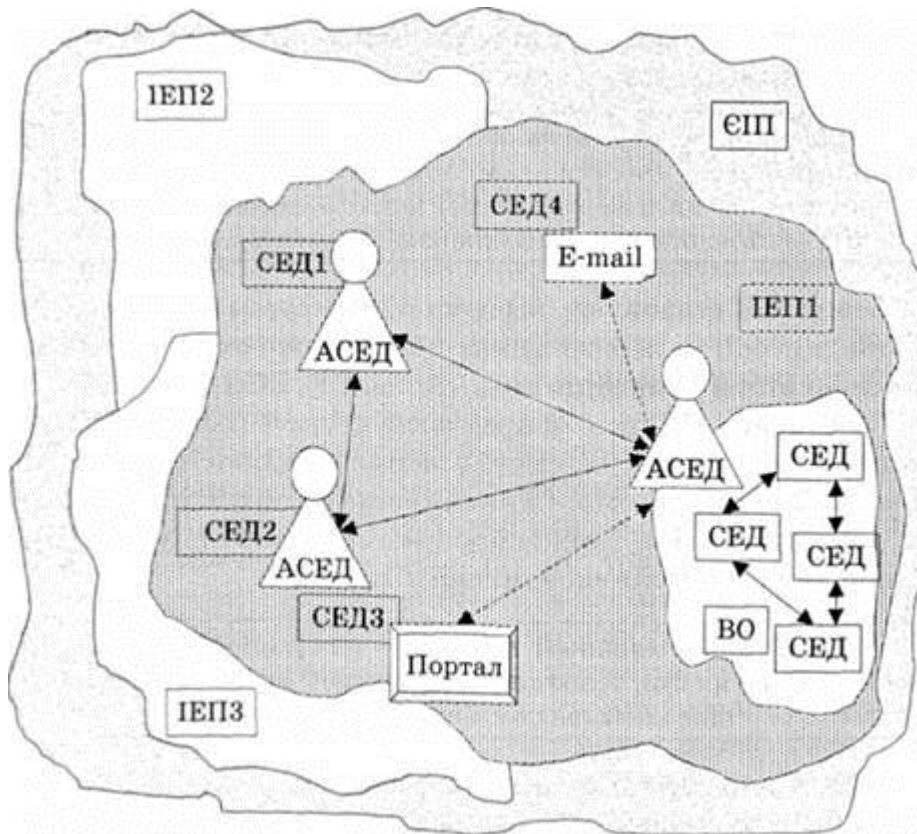 ІЕП2
ЄІП
СЕД4
СЕД1
E-mail
ІЕП1
АСЕД
АСЕД
СЕД
СЕД2
СЕД
СЕД
АСЕД
СЕД3
ВО
СЕД
Портал
ІЕП3